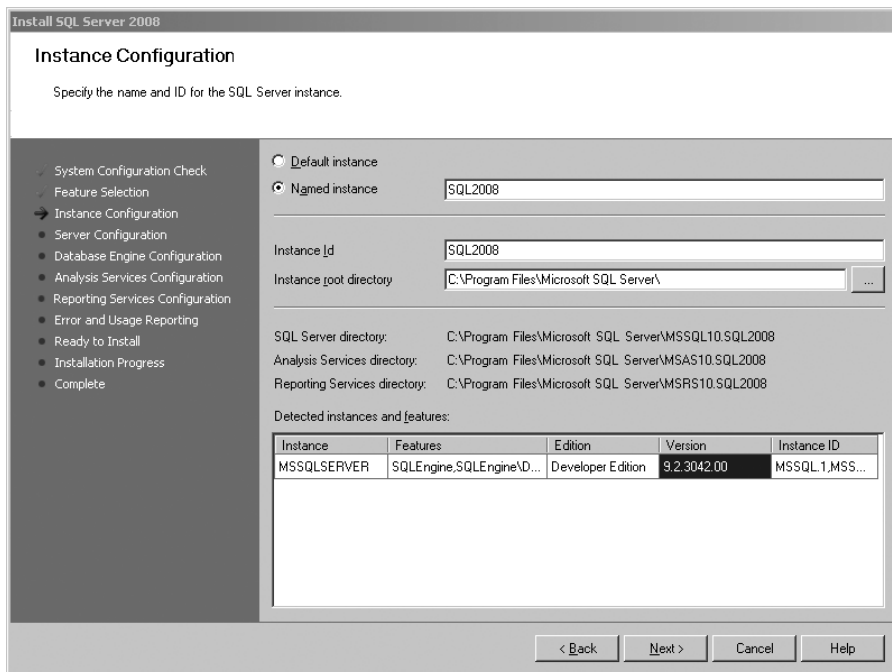 Install SQL Server 2008
Instance Configuration
Specify the name and ID for the SQL Server instance.
System Configuration Check
Feature Selection
Instance Configuration
Server Configuration
Database Engine Configuration
Analysis Services Configuration
Reporting Services Configuration
Error and Usage Reporting
Ready to Install
Installation Progress
Complete
Default instance
Named instance SQL2008
Instance Id SQL2008
Instance root directory C:\Program Files\Microsoft SQL Server\ ...
SQL Server directory: C:\Program Files\Microsoft SQL Server\MSSQL10.SQL2008
Analysis Services directory: C:\Program Files\Microsoft SQL Server\MSAS10.SQL2008
Reporting Services directory: C:\Program Files\Microsoft SQL Server\MSRS10.SQL2008
Detected instances and features:
Instance Features Edition Version Instance ID
MSSQLSERVER SQLEngine,SQLEngine\D... Developer Edition 9.2.3042.00 MSSQL.1,MSS...
< Back Next > Cancel Help